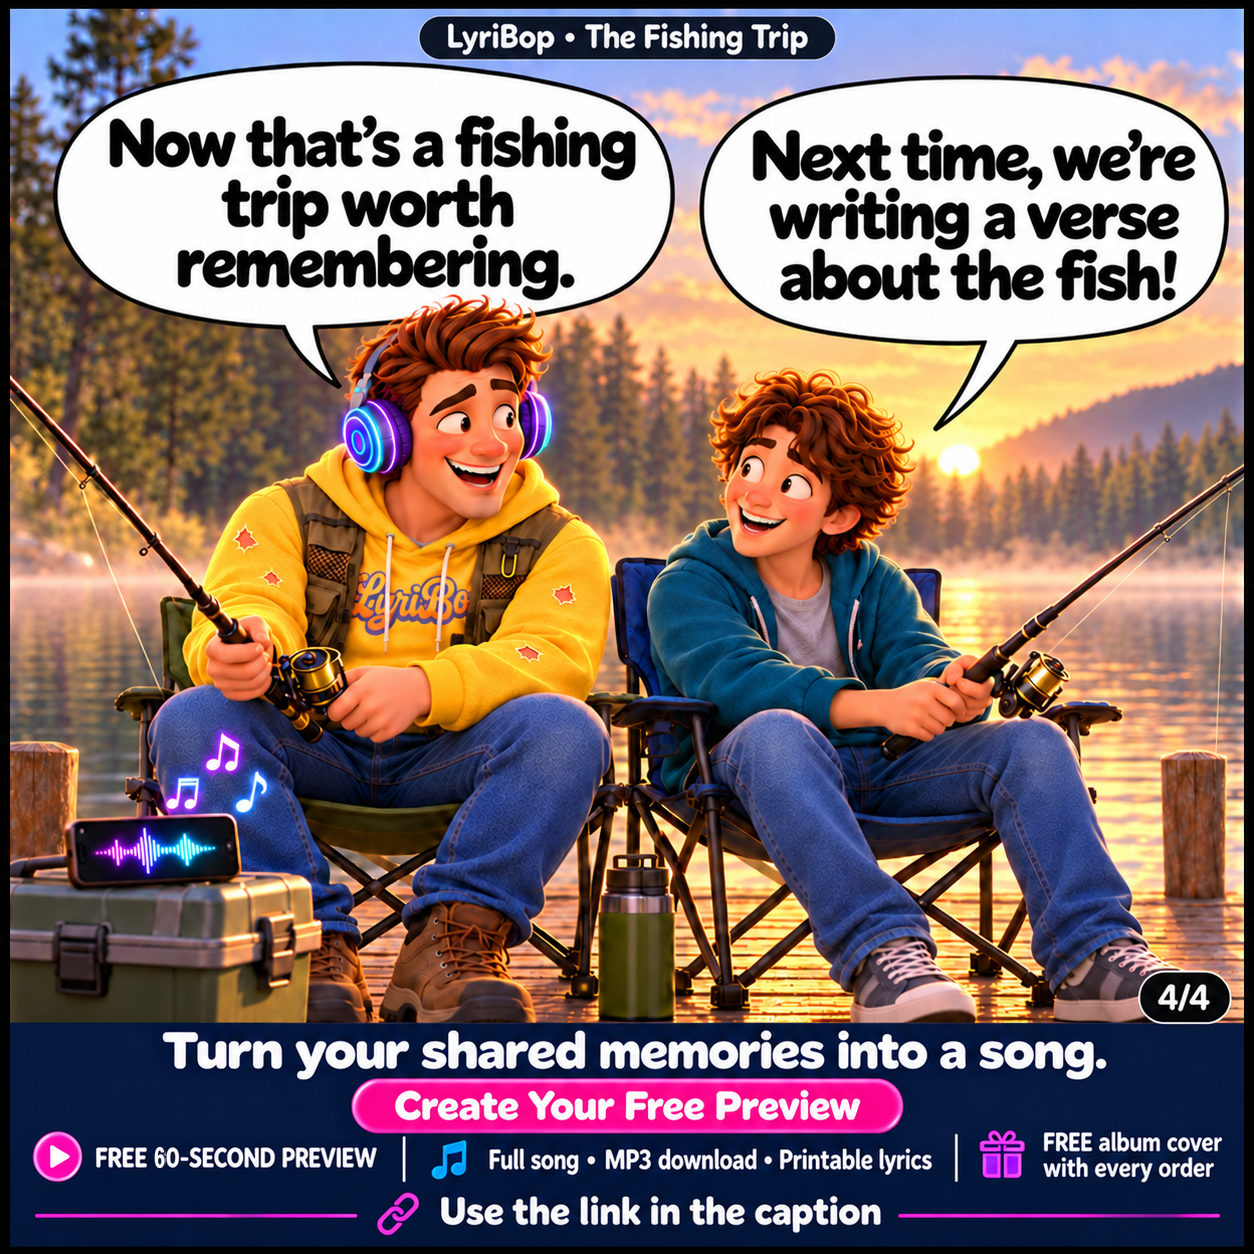 LyriBop • The Fishing Trip
Now that's a fishing
trip worth
remembering.
Next time, we're
writing a verse
about the fish!
LyriBo
4/4
Turn your shared memories into a song.
Create Your Free Preview
FREE 60-SECOND PREVIEW
Full song • MP3 download • Printable lyrics
FREE album cover
with every order
Use the link in the caption